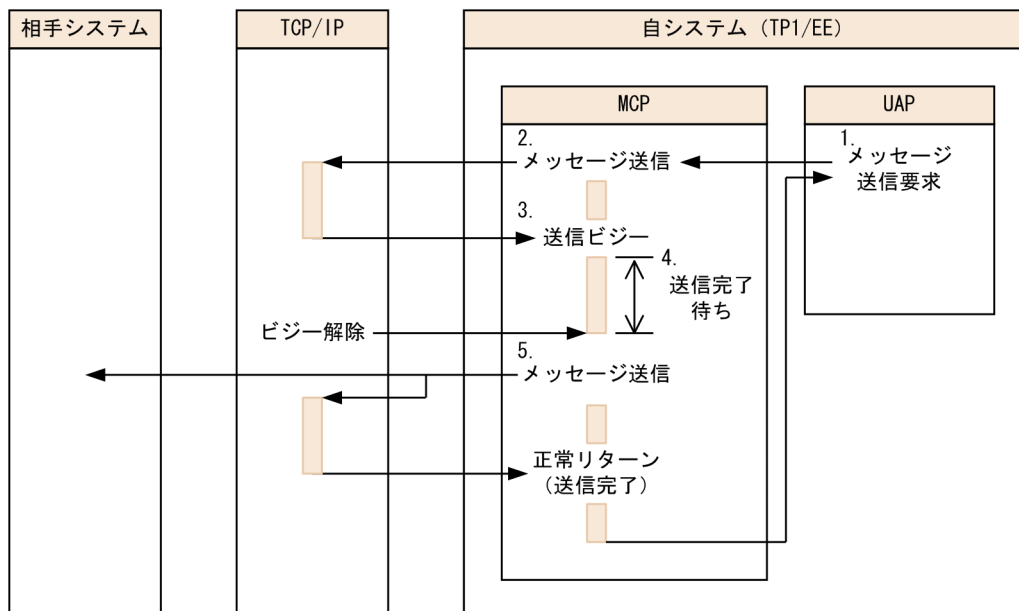 相手システム
TCP/IP
自システム（TP1/EE）
MCP
UAP
1.
メッセージ
送信要求
2.
メッセージ送信
3.
送信ビジー
4.
送信完了
待ち
ビジー解除
5.
メッセージ送信
正常リターン
（送信完了）